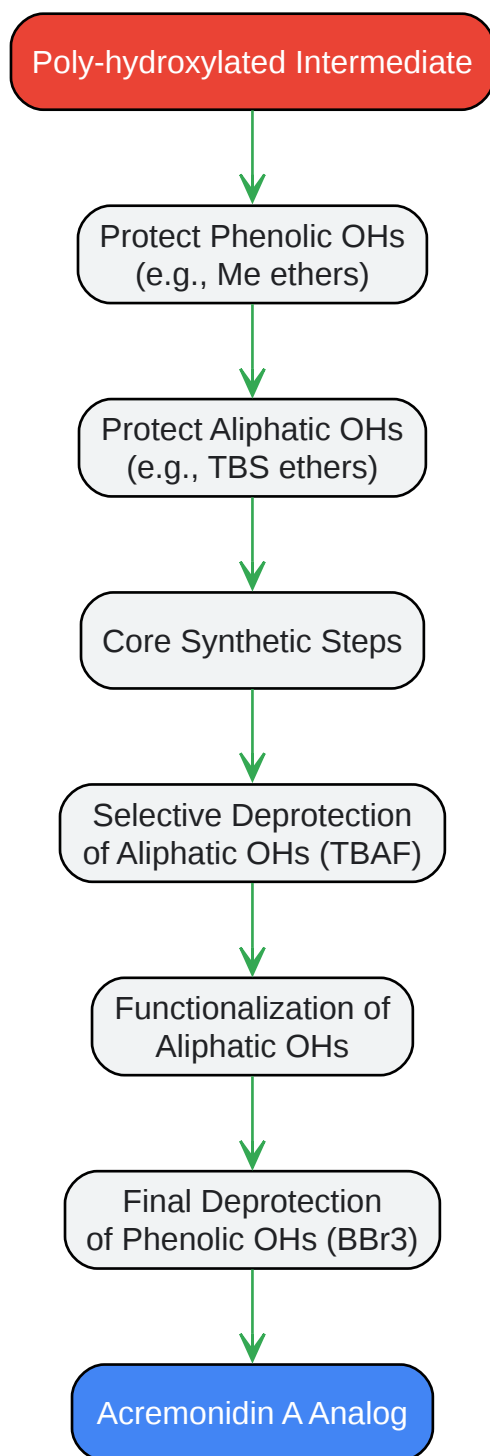 Poly-hydroxylated Intermediate
Protect Phenolic OHs
(e.g., Me ethers)
Protect Aliphatic OHs
(e.g., TBS ethers)
Core Synthetic Steps
Selective Deprotection
of Aliphatic OHs (TBAF)
Functionalization of
Aliphatic OHs
Final Deprotection
of Phenolic OHs (BBr3)
Acremonidin A Analog